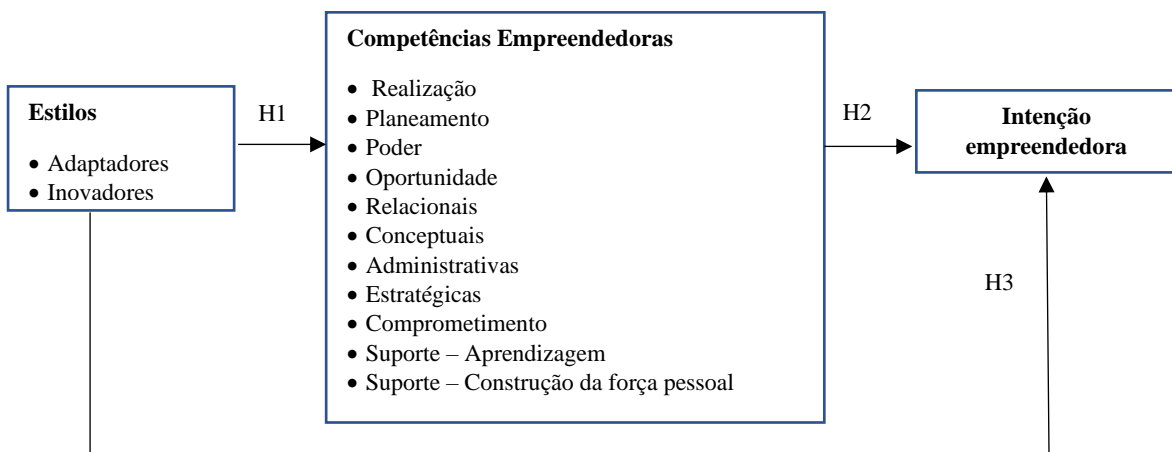 Estilos
• Adaptadores
• Inovadores
H1
Competências Empreendedoras
• Realização
• Planeamento
• Poder
• Oportunidade
• Relacionais
• Conceptuais
• Administrativas
• Estratégicas
• Comprometimento
• Suporte – Aprendizagem
• Suporte – Construção da força pessoal
H2
Intenção
empreendedora
H3